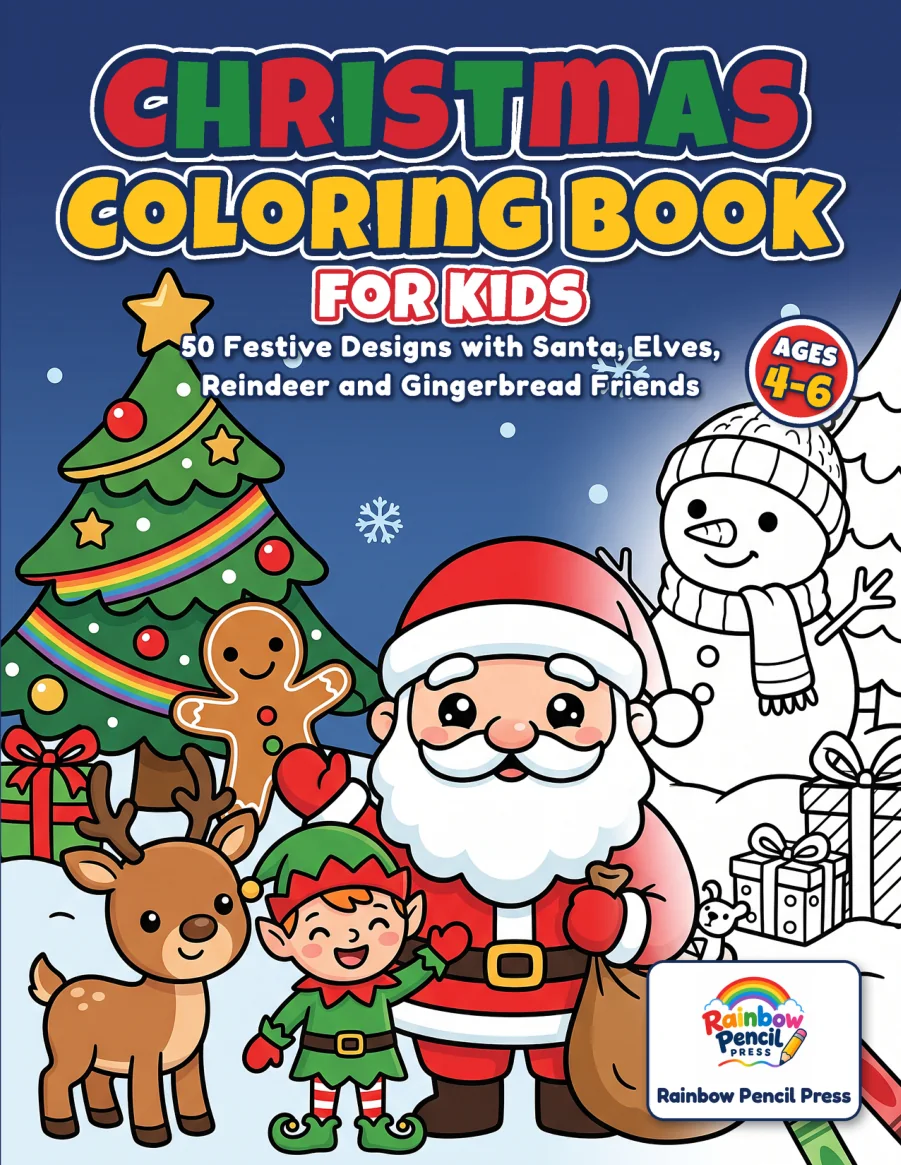 CHRISTMAS
COLORING BOOK
FOR KIDS
50 Festive Designs with Santa, Elves,
Reindeer and Gingerbread Friends
AGES
4-6
Rainbow
Pencil
PRESS
Rainbow Pencil Press